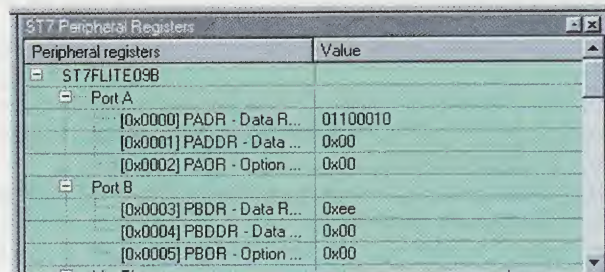 ST7 Peripheral Registers
Peripheral registers Value
ST7FLITE09B
Port A
[0x0000] PADR - Data R... 01100010
[0x0001] PADDR - Data ... 0x00
[0x0002] PAOR - Option ... 0x00
Port B
[0x0003] PBDR - Data R... 0xee
[0x0004] PBDDR - Data ... 0x00
[0x0005] PBOR - Option ... 0x00